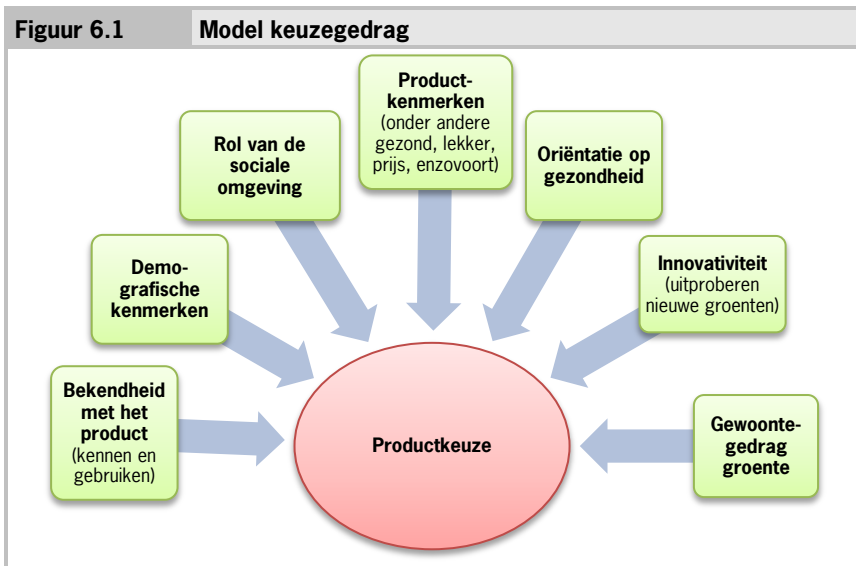 Figuur 6.1 Model keuzegedrag
Product-
kenmerken
(onder andere
gezond, lekker,
prijs, enzovoort)
Rol van de
sociale
omgeving
Oriëntatie op
gezondheid
Demo-
grafische
kenmerken
Innovativiteit
(uitproberen
nieuwe groenten)
Bekendheid
met het
product
(kennen en
gebruiken)
Productkeuze
Gewoonte-
gedrag
groente